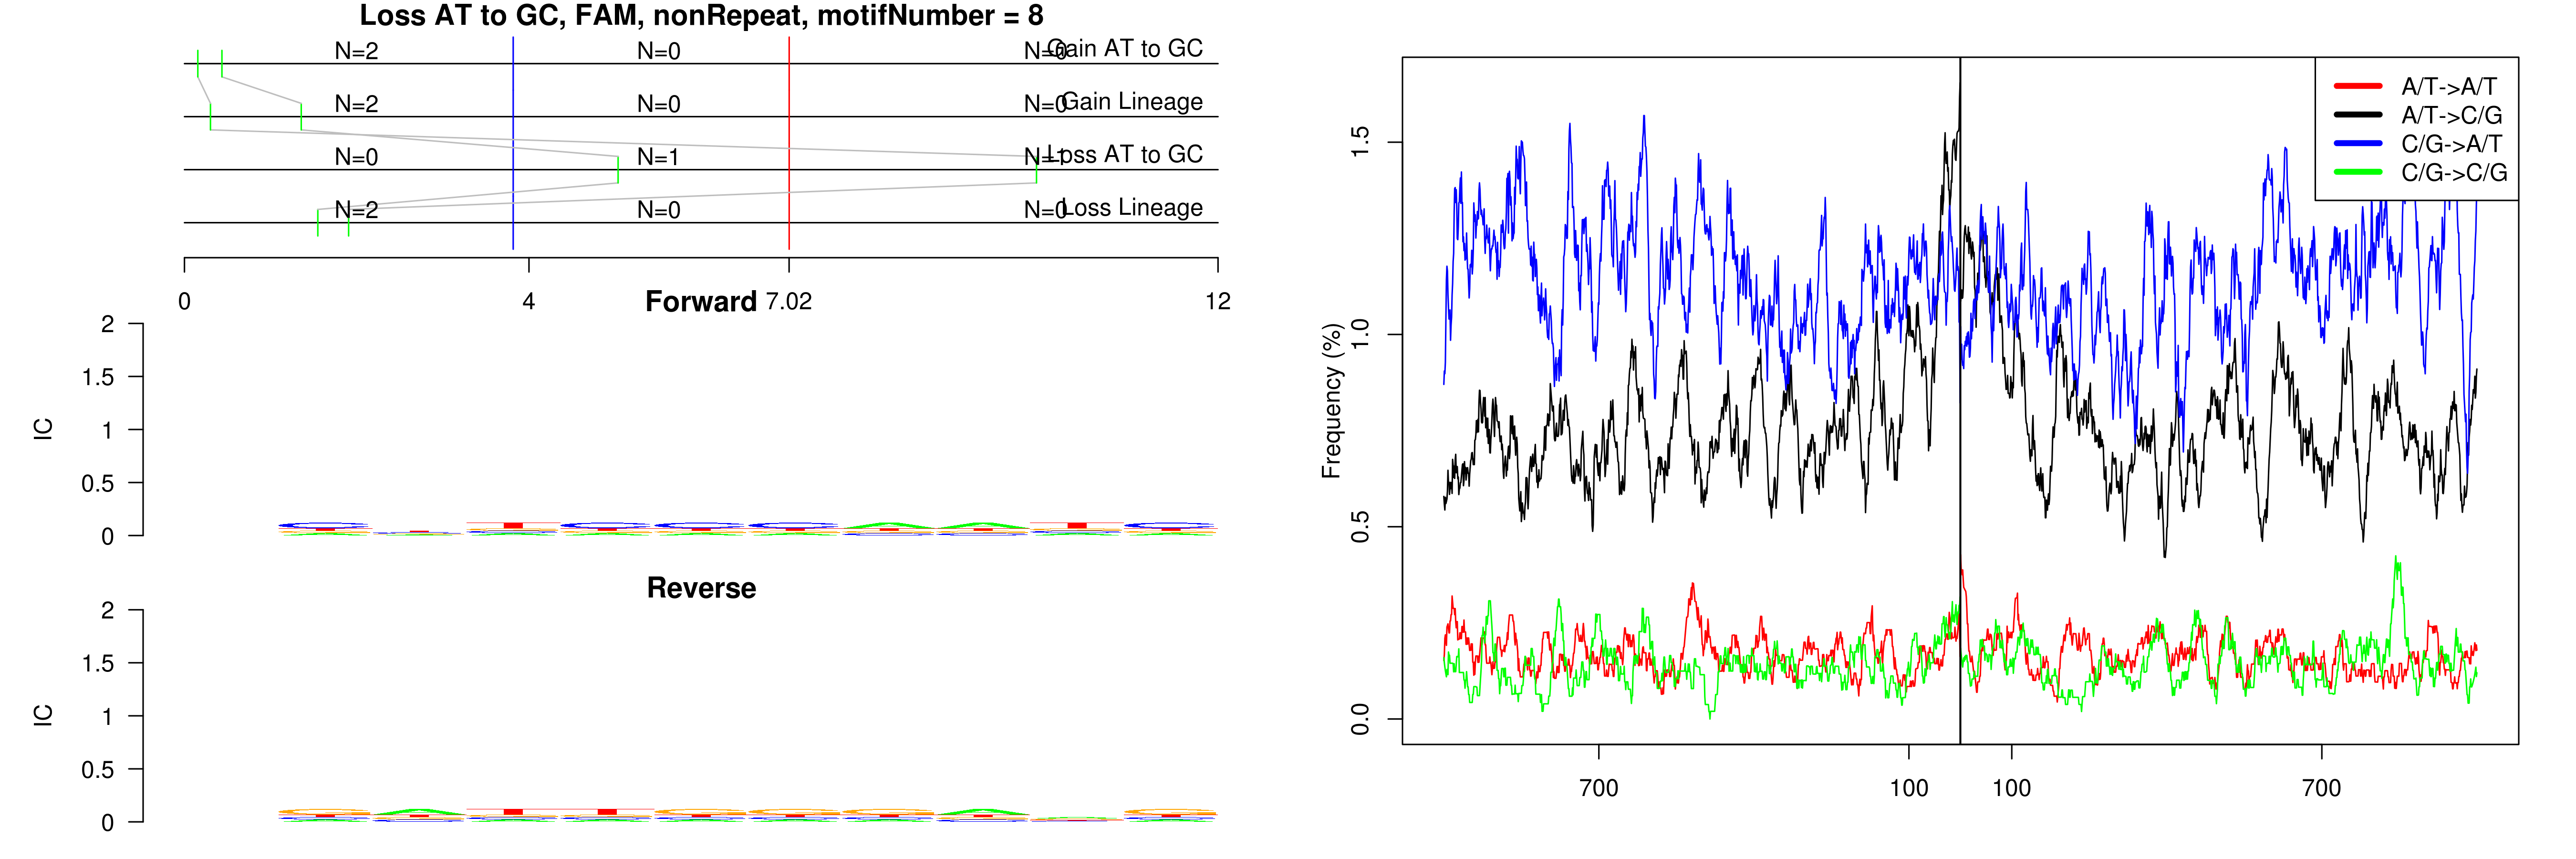 Loss AT to GC, FAM, nonRepeat, motifNumber = 8
N=2 N=0 N=0 Gain AT to GC
N=2 N=0 N=0 Gain Lineage
N=0 N=1 N=1 Loss AT to GC
N=2 N=0 N=0 Loss Lineage
0 4 7.02 12
Forward
2
1.5
1
0.5
0
IC
Reverse
2
1.5
1
0.5
0
IC
A/T->A/T
A/T->C/G
C/G->A/T
C/G->C/G
Frequency (%)
1.5
1.0
0.5
0.0
700 100 100 700